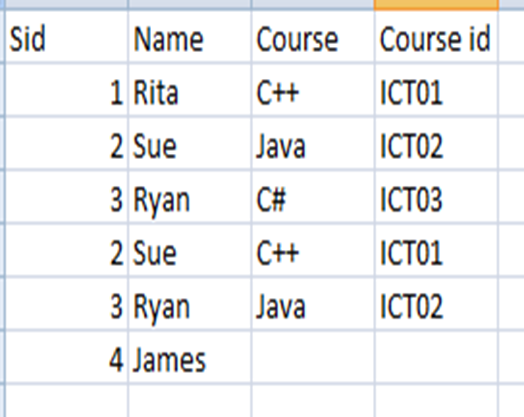 Sid Name Course Course id
1 Rita C++ ICT01
2 Sue Java ICT02
3 Ryan C# ICT03
2 Sue C++ ICT01
3 Ryan Java ICT02
4 James